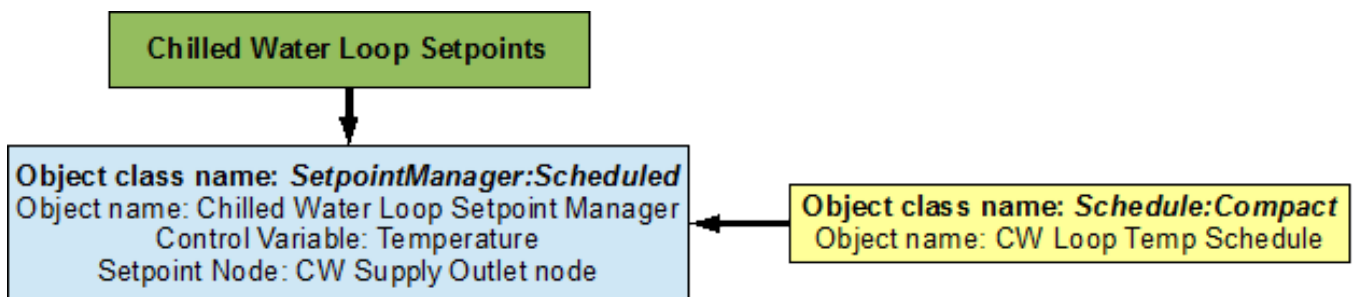 Chilled Water Loop Setpoints
Object class name: SetpointManager:Scheduled
Object name: Chilled Water Loop Setpoint Manager
Control Variable: Temperature
Setpoint Node: CW Supply Outlet node
Object class name: Schedule:Compact
Object name: CW Loop Temp Schedule